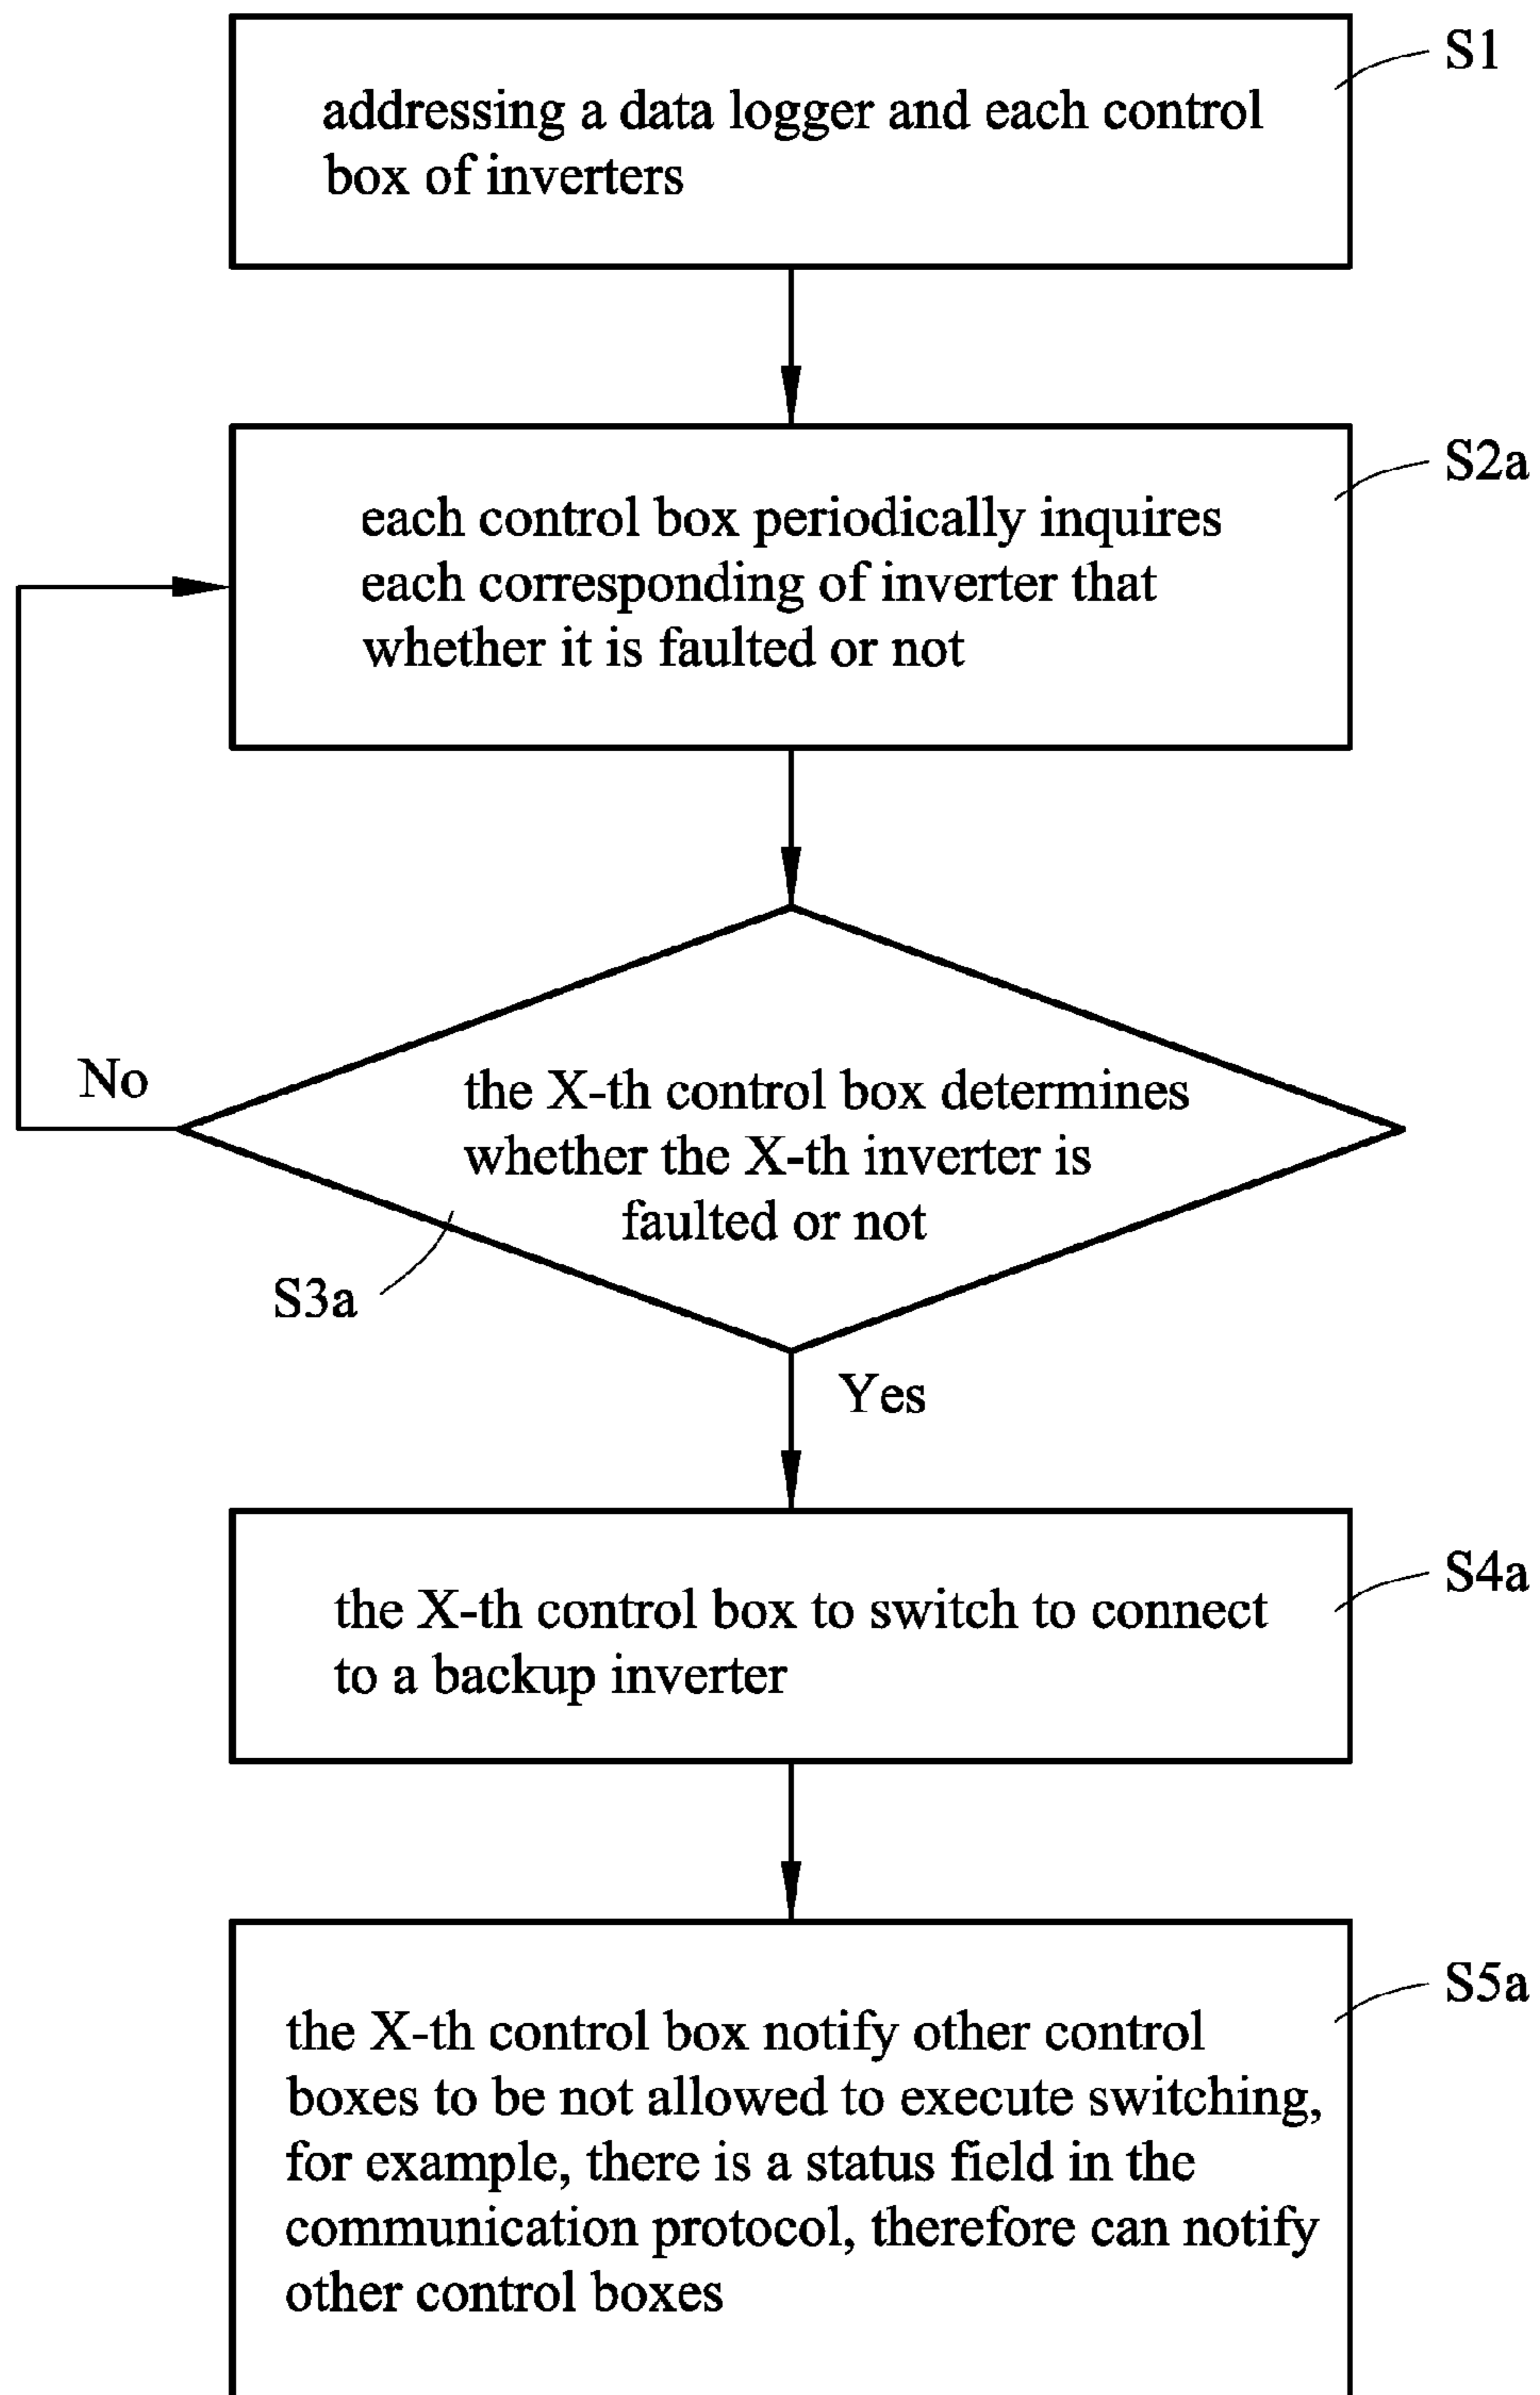 S1
addressing a data logger and each control
box of inverters
S2a
each control box periodically inquires
each corresponding of inverter that
whether it is faulted or not
No
the X-th control box determines
whether the X-th inverter is
faulted or not
S3a
Yes
S4a
the X-th control box to switch to connect
to a backup inverter
S5a
the X-th control box notify other control
boxes to be not allowed to execute switching,
for example, there is a status field in the
communication protocol, therefore can notify
other control boxes